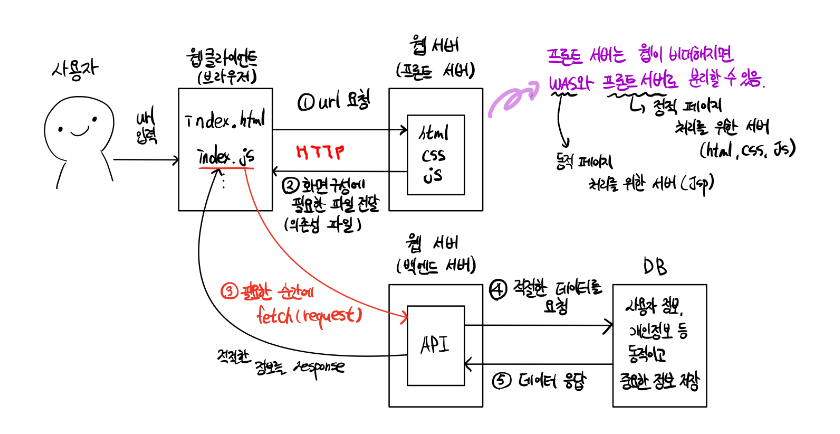 사용자
url
입력
웹 클라이언트
(브라우저)
index.html
index.js
⋮
① url 요청
HTTP
② 화면 구성에
필요한 파일 전달
(의존성 파일)
웹 서버
(프론트 서버)
html
css
js
프론트 서버는 웹이 비대해지면
WAS와 프론트 서버로 분리할 수 있음.
정적 페이지
처리를 위한 서버
(html, css, js)
동적 페이지
처리를 위한 서버 (Jsp)
③ 필요한 순간에
fetch(request)
적절한
정보를 response
웹 서버
(백엔드 서버)
API
④ 적절한 데이터를
요청
⑤ 데이터 응답
DB
사용자 정보,
개인정보 등
동적이고
중요한 정보 저장